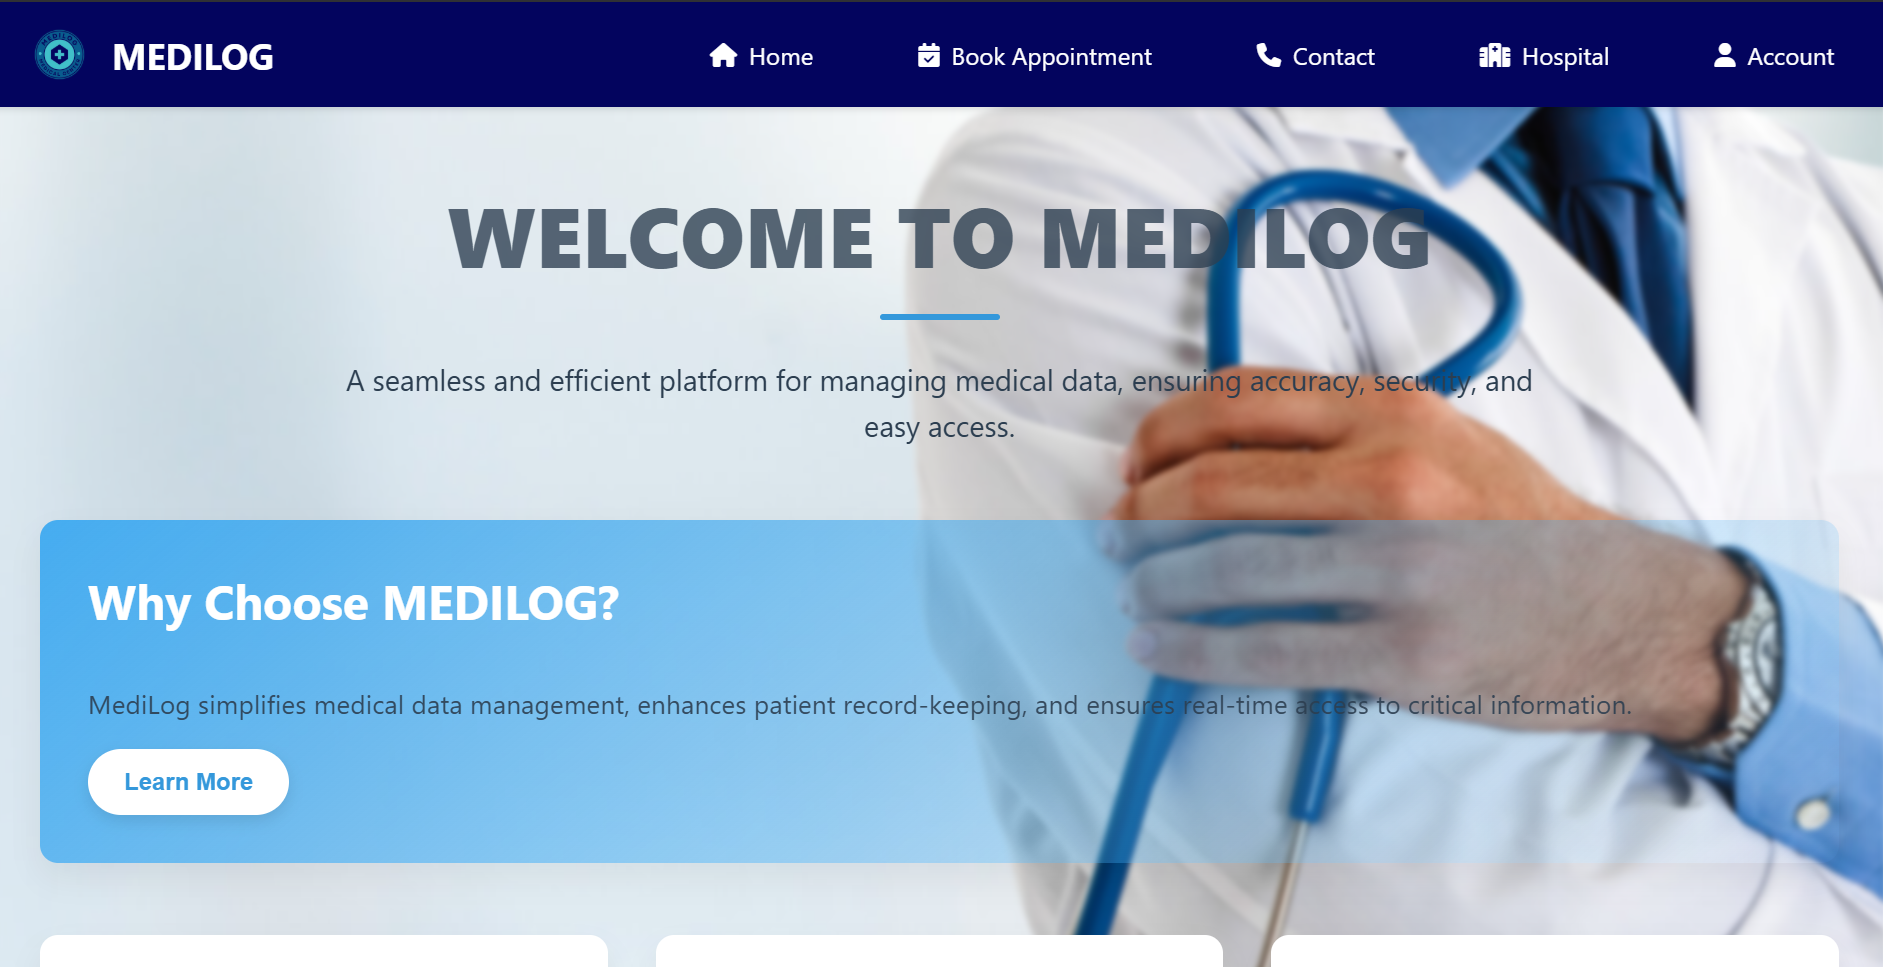 MEDILOG
Home
Book Appointment
Contact
Hospital
Account
WELCOME TO MEDILOG
A seamless and efficient platform for managing medical data, ensuring accuracy, security, and
easy access.
Why Choose MEDILOG?
MediLog simplifies medical data management, enhances patient record-keeping, and ensures real-time access to critical information.
Learn More